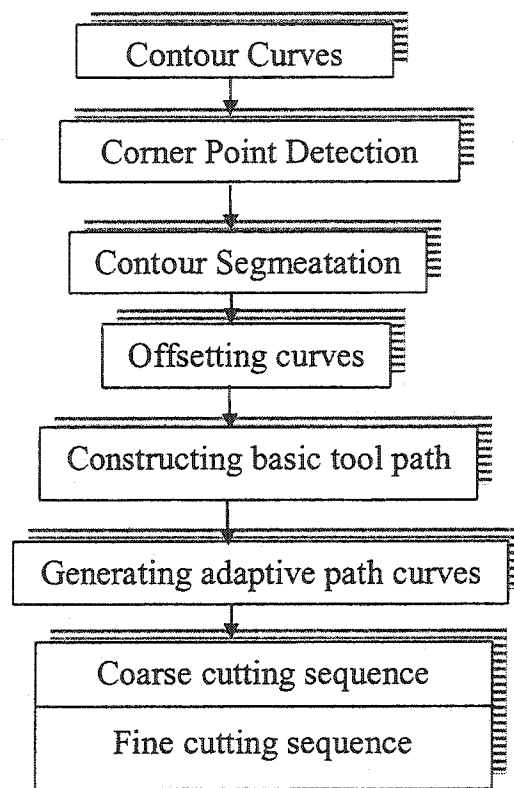 Contour Curves
Corner Point Detection
Contour Segmeatation
Offsetting curves
Constructing basic tool path
Generating adaptive path curves
Coarse cutting sequence
Fine cutting sequence